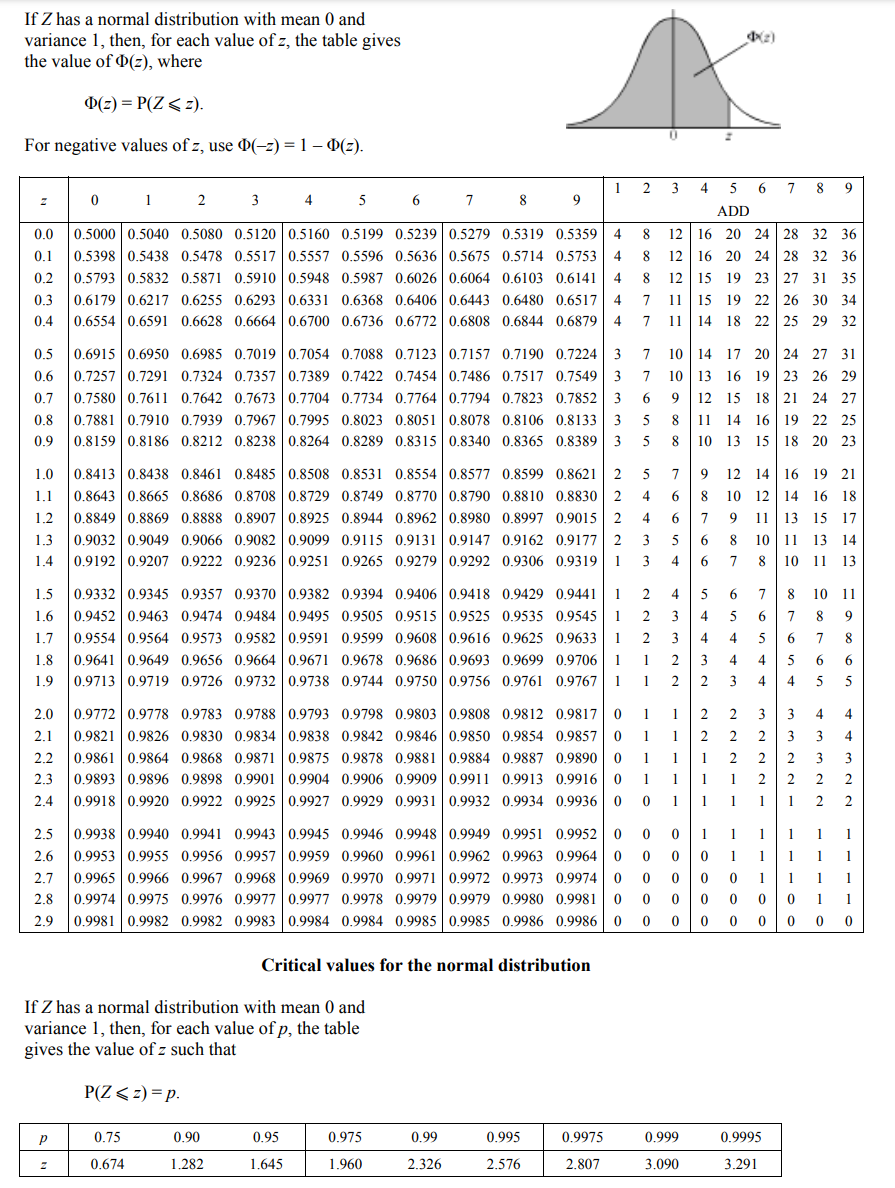 If Z has a normal distribution with mean 0 and
variance 1, then, for each value of z, the table gives
the value of Φ(z), where
Φ(z) = P(Z ⩽ z).
For negative values of z, use Φ(–z) = 1 – Φ(z).
Φ(z)
0 z
z 0 1 2 3 4 5 6 7 8 9 1 2 3 4 5 6 7 8 9
ADD
0.0 0.5000 0.5040 0.5080 0.5120 0.5160 0.5199 0.5239 0.5279 0.5319 0.5359 4 8 12 16 20 24 28 32 36
0.1 0.5398 0.5438 0.5478 0.5517 0.5557 0.5596 0.5636 0.5675 0.5714 0.5753 4 8 12 16 20 24 28 32 36
0.2 0.5793 0.5832 0.5871 0.5910 0.5948 0.5987 0.6026 0.6064 0.6103 0.6141 4 8 12 15 19 23 27 31 35
0.3 0.6179 0.6217 0.6255 0.6293 0.6331 0.6368 0.6406 0.6443 0.6480 0.6517 4 7 11 15 19 22 26 30 34
0.4 0.6554 0.6591 0.6628 0.6664 0.6700 0.6736 0.6772 0.6808 0.6844 0.6879 4 7 11 14 18 22 25 29 32
0.5 0.6915 0.6950 0.6985 0.7019 0.7054 0.7088 0.7123 0.7157 0.7190 0.7224 3 7 10 14 17 20 24 27 31
0.6 0.7257 0.7291 0.7324 0.7357 0.7389 0.7422 0.7454 0.7486 0.7517 0.7549 3 7 10 13 16 19 23 26 29
0.7 0.7580 0.7611 0.7642 0.7673 0.7704 0.7734 0.7764 0.7794 0.7823 0.7852 3 6 9 12 15 18 21 24 27
0.8 0.7881 0.7910 0.7939 0.7967 0.7995 0.8023 0.8051 0.8078 0.8106 0.8133 3 5 8 11 14 16 19 22 25
0.9 0.8159 0.8186 0.8212 0.8238 0.8264 0.8289 0.8315 0.8340 0.8365 0.8389 3 5 8 10 13 15 18 20 23
1.0 0.8413 0.8438 0.8461 0.8485 0.8508 0.8531 0.8554 0.8577 0.8599 0.8621 2 5 7 9 12 14 16 19 21
1.1 0.8643 0.8665 0.8686 0.8708 0.8729 0.8749 0.8770 0.8790 0.8810 0.8830 2 4 6 8 10 12 14 16 18
1.2 0.8849 0.8869 0.8888 0.8907 0.8925 0.8944 0.8962 0.8980 0.8997 0.9015 2 4 6 7 9 11 13 15 17
1.3 0.9032 0.9049 0.9066 0.9082 0.9099 0.9115 0.9131 0.9147 0.9162 0.9177 2 3 5 6 8 10 11 13 14
1.4 0.9192 0.9207 0.9222 0.9236 0.9251 0.9265 0.9279 0.9292 0.9306 0.9319 1 3 4 6 7 8 10 11 13
1.5 0.9332 0.9345 0.9357 0.9370 0.9382 0.9394 0.9406 0.9418 0.9429 0.9441 1 2 4 5 6 7 8 10 11
1.6 0.9452 0.9463 0.9474 0.9484 0.9495 0.9505 0.9515 0.9525 0.9535 0.9545 1 2 3 4 5 6 7 8 9
1.7 0.9554 0.9564 0.9573 0.9582 0.9591 0.9599 0.9608 0.9616 0.9625 0.9633 1 2 3 4 4 5 6 7 8
1.8 0.9641 0.9649 0.9656 0.9664 0.9671 0.9678 0.9686 0.9693 0.9699 0.9706 1 1 2 3 4 4 5 6 6
1.9 0.9713 0.9719 0.9726 0.9732 0.9738 0.9744 0.9750 0.9756 0.9761 0.9767 1 1 2 2 3 4 4 5 5
2.0 0.9772 0.9778 0.9783 0.9788 0.9793 0.9798 0.9803 0.9808 0.9812 0.9817 0 1 1 2 2 3 3 4 4
2.1 0.9821 0.9826 0.9830 0.9834 0.9838 0.9842 0.9846 0.9850 0.9854 0.9857 0 1 1 2 2 2 3 3 4
2.2 0.9861 0.9864 0.9868 0.9871 0.9875 0.9878 0.9881 0.9884 0.9887 0.9890 0 1 1 1 2 2 2 3 3
2.3 0.9893 0.9896 0.9898 0.9901 0.9904 0.9906 0.9909 0.9911 0.9913 0.9916 0 1 1 1 1 2 2 2 2
2.4 0.9918 0.9920 0.9922 0.9925 0.9927 0.9929 0.9931 0.9932 0.9934 0.9936 0 0 1 1 1 1 1 2 2
2.5 0.9938 0.9940 0.9941 0.9943 0.9945 0.9946 0.9948 0.9949 0.9951 0.9952 0 0 0 1 1 1 1 1 1
2.6 0.9953 0.9955 0.9956 0.9957 0.9959 0.9960 0.9961 0.9962 0.9963 0.9964 0 0 0 0 1 1 1 1 1
2.7 0.9965 0.9966 0.9967 0.9968 0.9969 0.9970 0.9971 0.9972 0.9973 0.9974 0 0 0 0 0 1 1 1 1
2.8 0.9974 0.9975 0.9976 0.9977 0.9977 0.9978 0.9979 0.9979 0.9980 0.9981 0 0 0 0 0 0 0 1 1
2.9 0.9981 0.9982 0.9982 0.9983 0.9984 0.9984 0.9985 0.9985 0.9986 0.9986 0 0 0 0 0 0 0 0 0
Critical values for the normal distribution
If Z has a normal distribution with mean 0 and
variance 1, then, for each value of p, the table
gives the value of z such that
P(Z ⩽ z) = p.
p 0.75 0.90 0.95 0.975 0.99 0.995 0.9975 0.999 0.9995
z 0.674 1.282 1.645 1.960 2.326 2.576 2.807 3.090 3.291